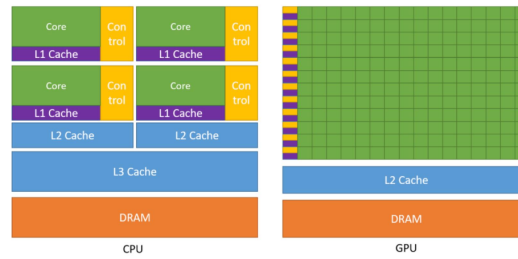 Core
Con
trol
Core
Con
trol
L1 Cache
L1 Cache
Core
Con
trol
Core
Con
trol
L1 Cache
L1 Cache
L2 Cache
L2 Cache
L3 Cache
DRAM
CPU
L2 Cache
DRAM
GPU